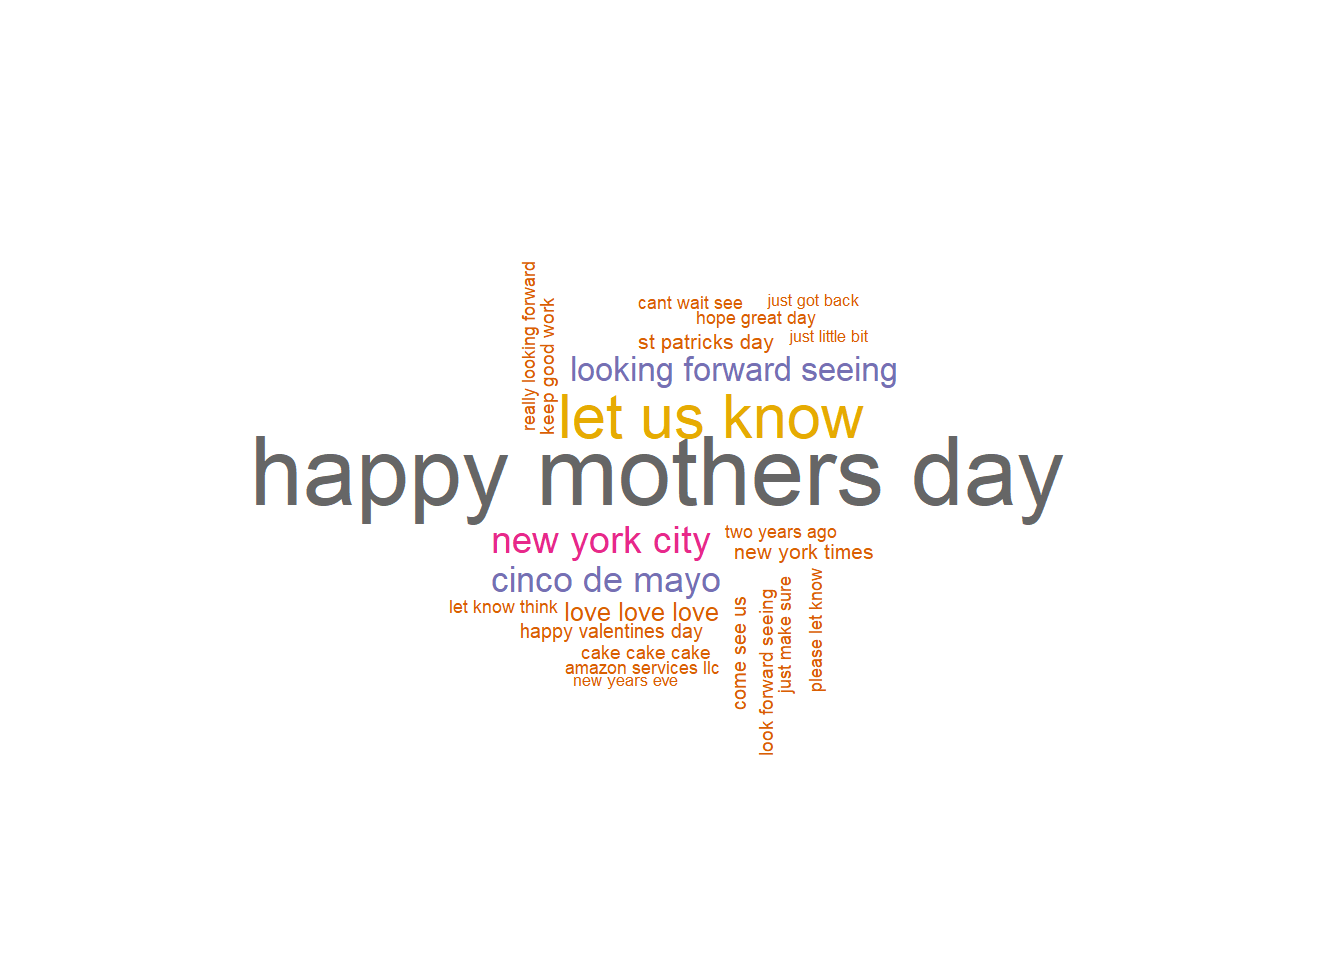 really looking forward
keep good work
cant wait see
just got back
hope great day
st patricks day
just little bit
looking forward seeing
let us know
happy mothers day
new york city
two years ago
new york times
cinco de mayo
let know think
love love love
happy valentines day
cake cake cake
amazon services llc
new years eve
come see us
look forward seeing
just make sure
please let know